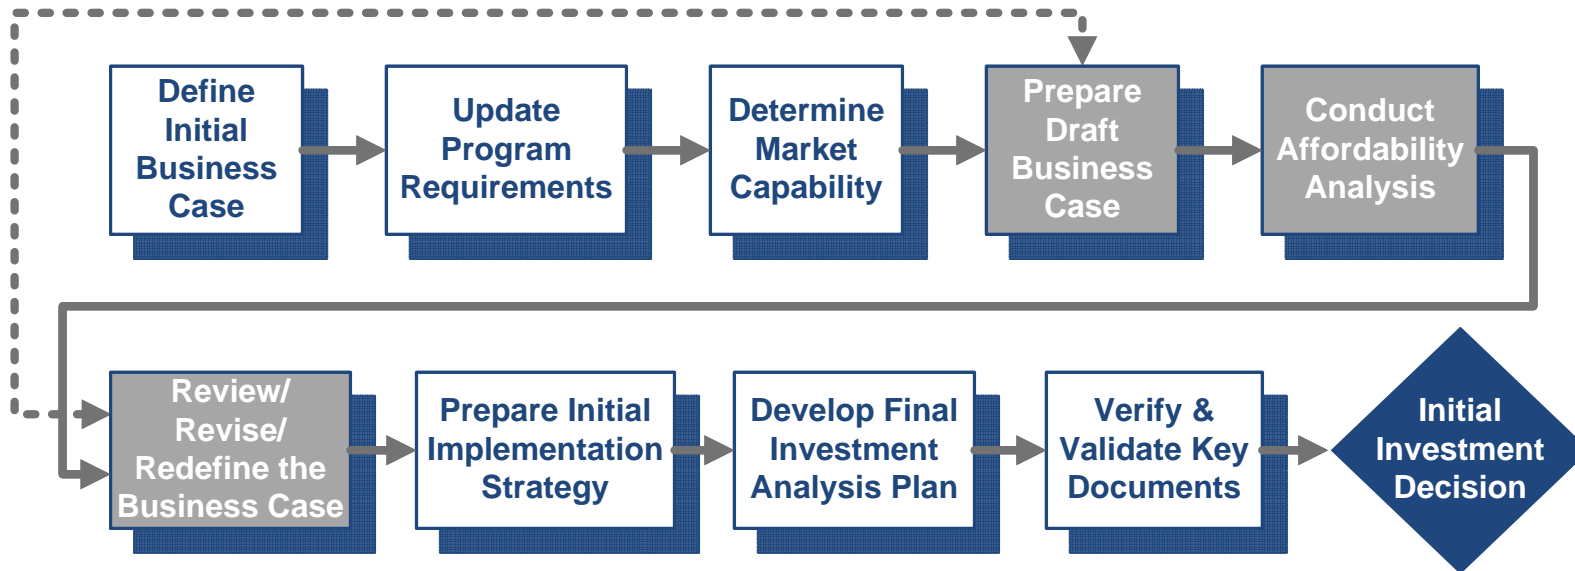 Define
Initial
Business
Case
Update
Program
Requirements
Determine
Market
Capability
Prepare
Draft
Business
Case
Conduct
Affordability
Analysis
Review/
Revise/
Redefine the
Business Case
Prepare Initial
Implementation
Strategy
Develop Final
Investment
Analysis Plan
Verify &
Validate Key
Documents
Initial
Investment
Decision